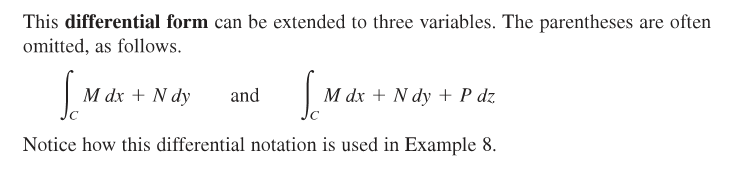 This differential form can be extended to three variables. The parentheses are often
omitted, as follows.
∫_C M dx + N dy and ∫_C M dx + N dy + P dz
Notice how this differential notation is used in Example 8.